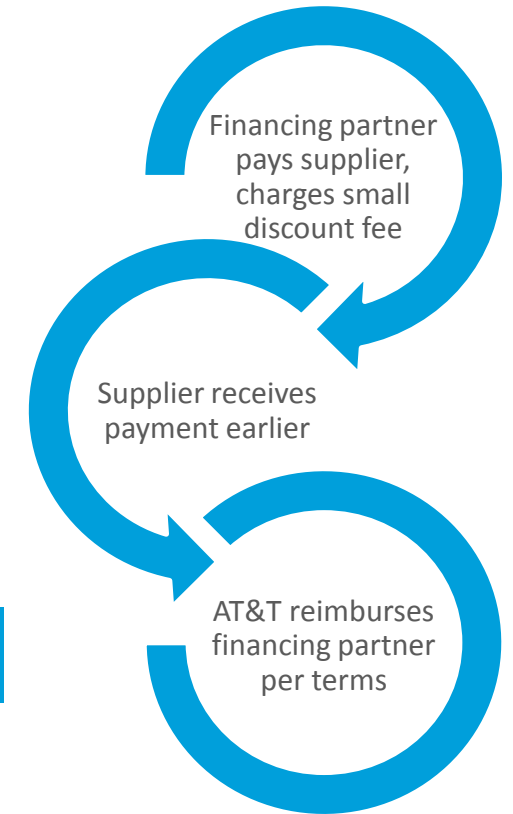 Financing partner
pays supplier,
charges small
discount fee
Supplier receives
payment earlier
AT&T reimburses
financing partner
per terms